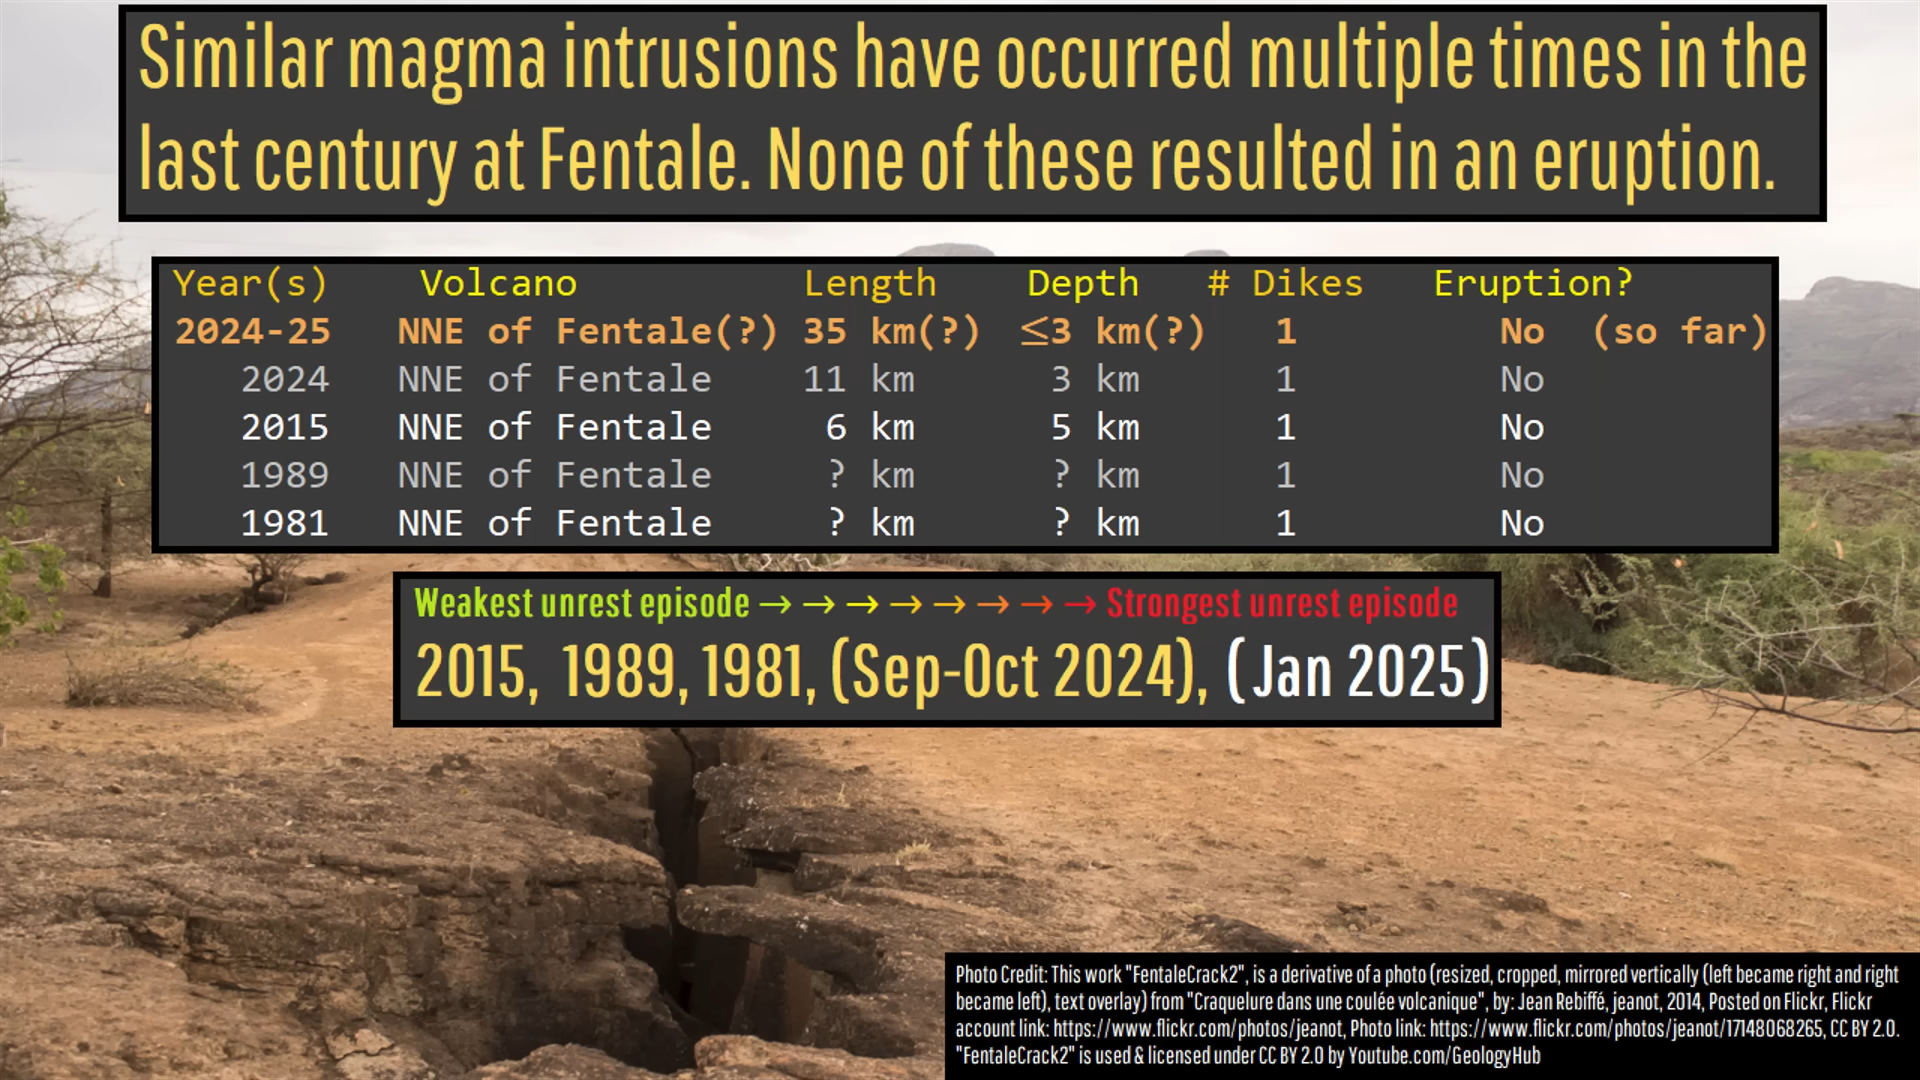 Similar magma intrusions have occurred multiple times in the
last century at Fentale. None of these resulted in an eruption.
Year(s) Volcano Length Depth # Dikes Eruption?
2024-25 NNE of Fentale(?) 35 km(?) ≤3 km(?) 1 No (so far)
2024 NNE of Fentale 11 km 3 km 1 No
2015 NNE of Fentale 6 km 5 km 1 No
1989 NNE of Fentale ? km ? km 1 No
1981 NNE of Fentale ? km ? km 1 No
Weakest unrest episode → → → → → → → → Strongest unrest episode
2015, 1989, 1981, (Sep-Oct 2024), (Jan 2025)
Photo Credit: This work "FentaleCrack2", is a derivative of a photo (resized, cropped, mirrored vertically (left became right and right
became left), text overlay) from "Craquelure dans une coulée volcanique", by: Jean Rebiffé, jeanot, 2014, Posted on Flickr, Flickr
account link: https://www.flickr.com/photos/jeanot, Photo link: https://www.flickr.com/photos/jeanot/17148068265, CC BY 2.0.
"FentaleCrack2" is used & licensed under CC BY 2.0 by Youtube.com/GeologyHub